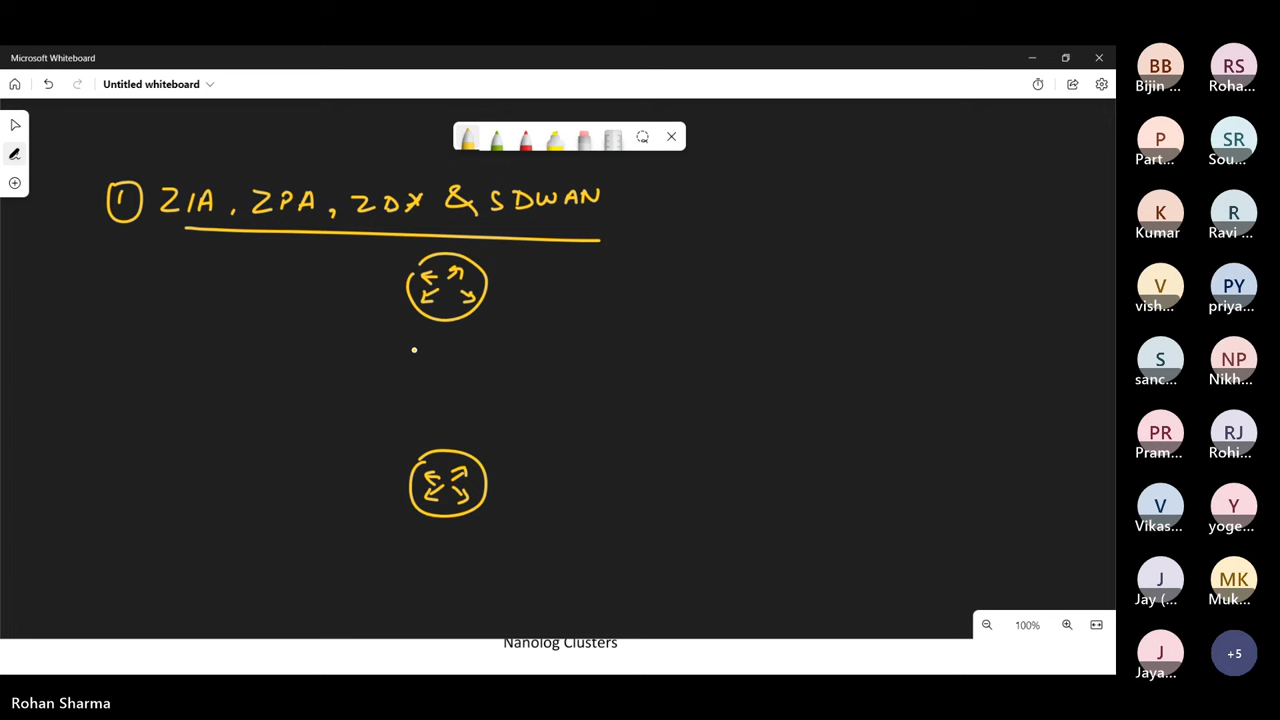 Microsoft Whiteboard
Untitled whiteboard
① ZIA, ZPA, ZDX & SDWAN
100%
Nanolog Clusters
Rohan Sharma
BB
Bijin ...
RS
Roha...
P
Part...
SR
Sou...
K
Kumar
R
Ravi ...
V
vish...
PY
priya...
S
sanc...
NP
Nikh...
PR
Pram...
RJ
Rohi...
V
Vikas...
Y
yoge...
J
Jay (...
MK
Muk...
J
Jaya...
+5